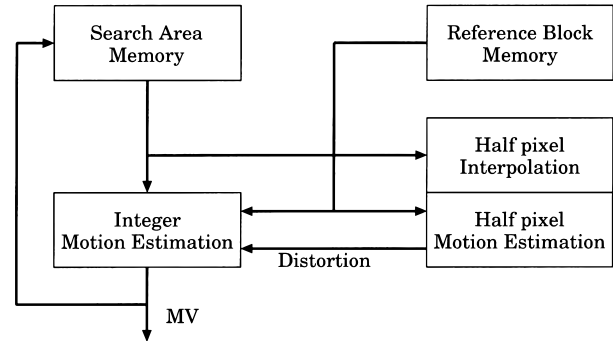 Search Area
Memory
Reference Block
Memory
Half pixel
Interpolation
Integer
Motion Estimation
Half pixel
Motion Estimation
Distortion
MV